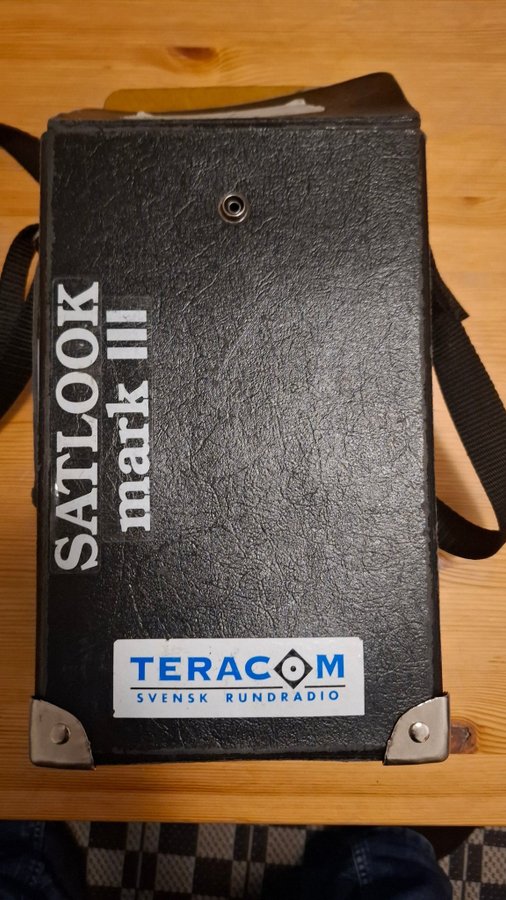 SATLOOK
mark III
TERACOM
SVENSK RUNDRADIO